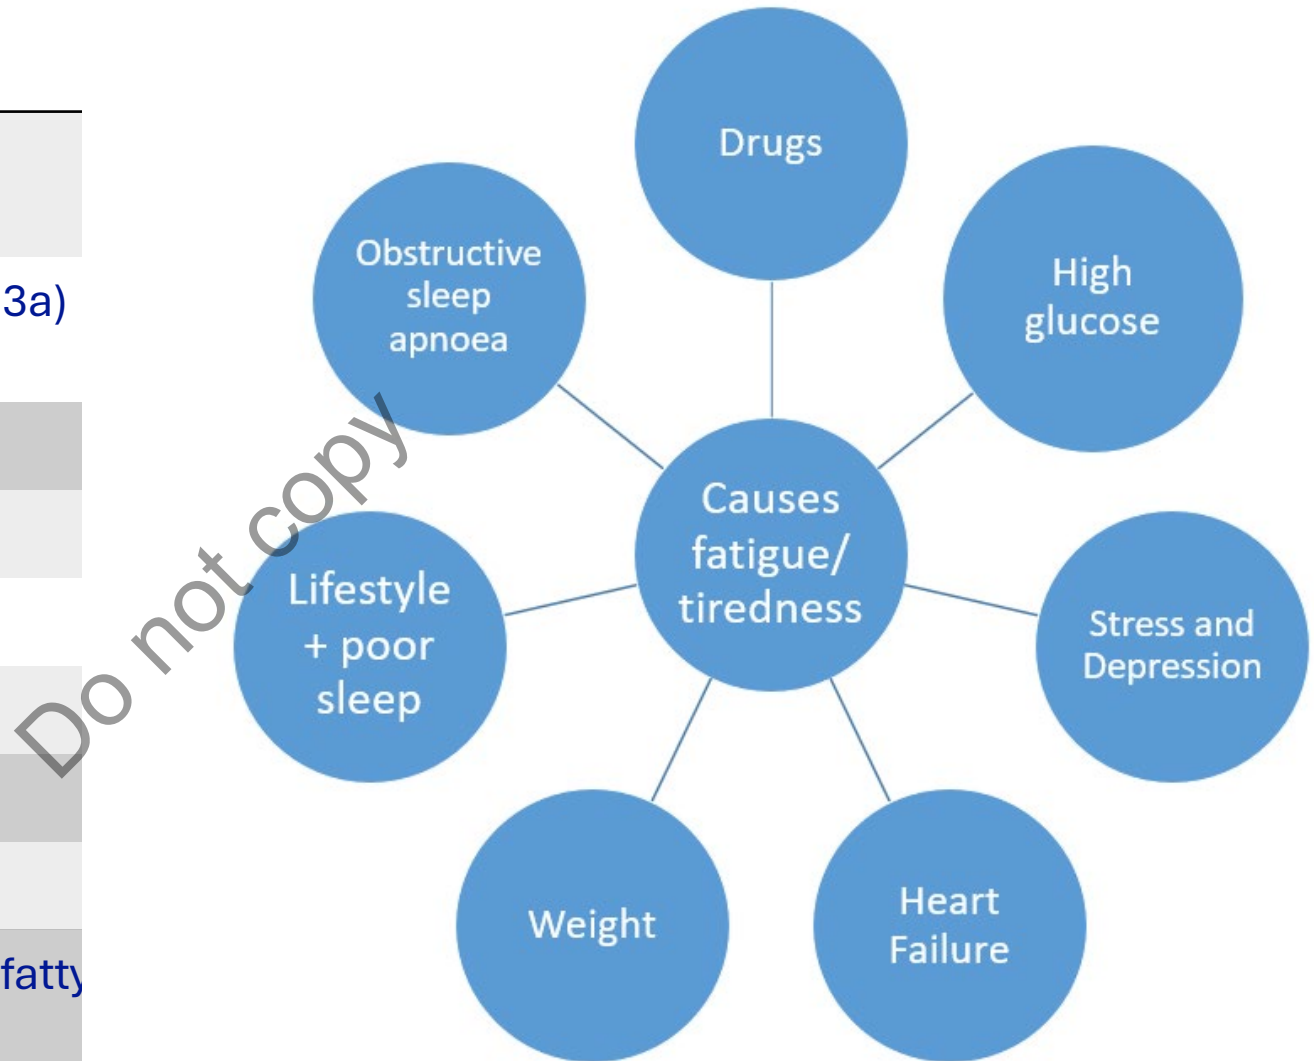 3a)
fatty
Do not copy
Drugs
High
glucose
Stress and
Depression
Heart
Failure
Weight
Lifestyle
+ poor
sleep
Obstructive
sleep
apnoea
Causes
fatigue/
tiredness